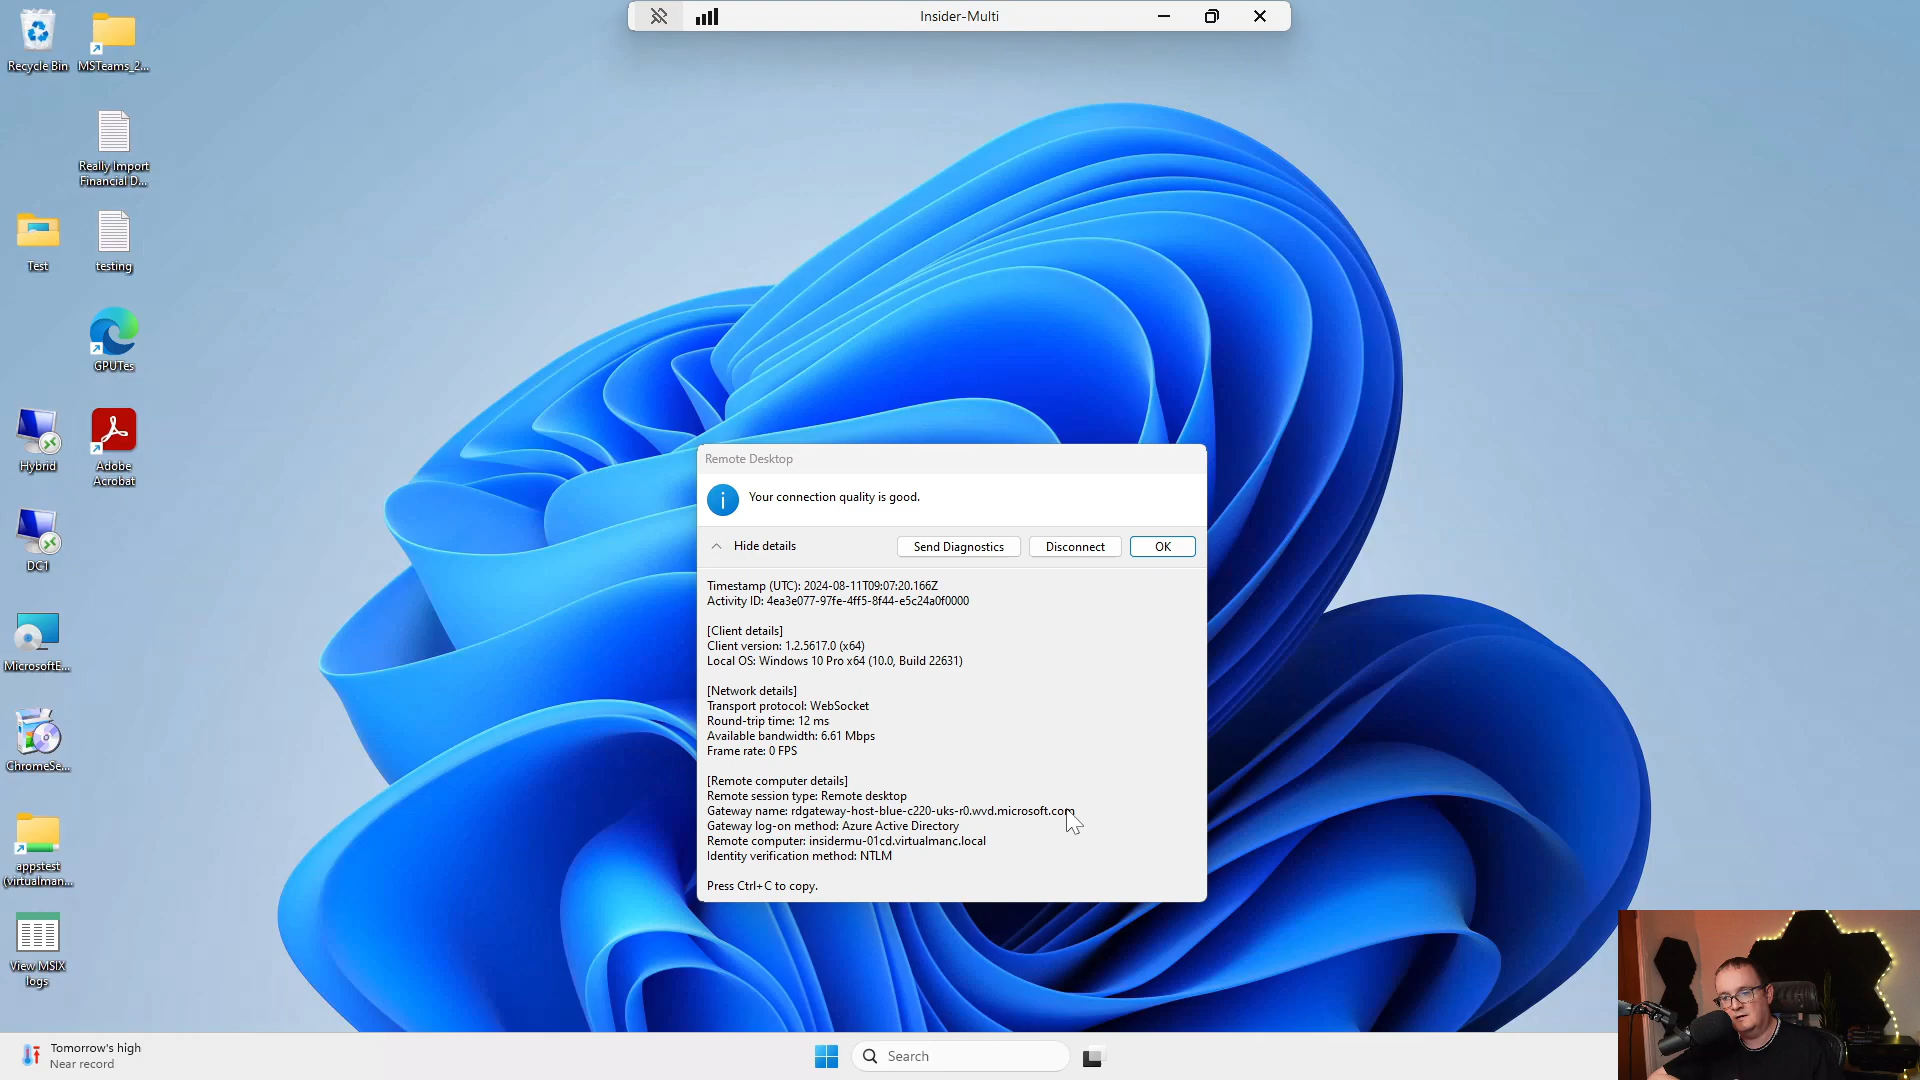 Insider-Multi
Recycle Bin
MSTeams_2...
Really Import
Financial D...
Test
testing
GPUTes
Hybrid
Adobe
Acrobat
DC1
MicrosoftE...
ChromeSe...
appstest
(virtualman...
View MSIX
logs
Remote Desktop
Your connection quality is good.
Hide details
Send Diagnostics
Disconnect
OK
Timestamp (UTC): 2024-08-11T09:07:20.166Z
Activity ID: 4ea3e077-97fe-4ff5-8f44-e5c24a0f0000
[Client details]
Client version: 1.2.5617.0 (x64)
Local OS: Windows 10 Pro x64 (10.0, Build 22631)
[Network details]
Transport protocol: WebSocket
Round-trip time: 12 ms
Available bandwidth: 6.61 Mbps
Frame rate: 0 FPS
[Remote computer details]
Remote session type: Remote desktop
Gateway name: rdgateway-host-blue-c220-uks-r0.wvd.microsoft.com
Gateway log-on method: Azure Active Directory
Remote computer: insidermu-01cd.virtualmanc.local
Identity verification method: NTLM
Press Ctrl+C to copy.
Tomorrow's high
Near record
Search